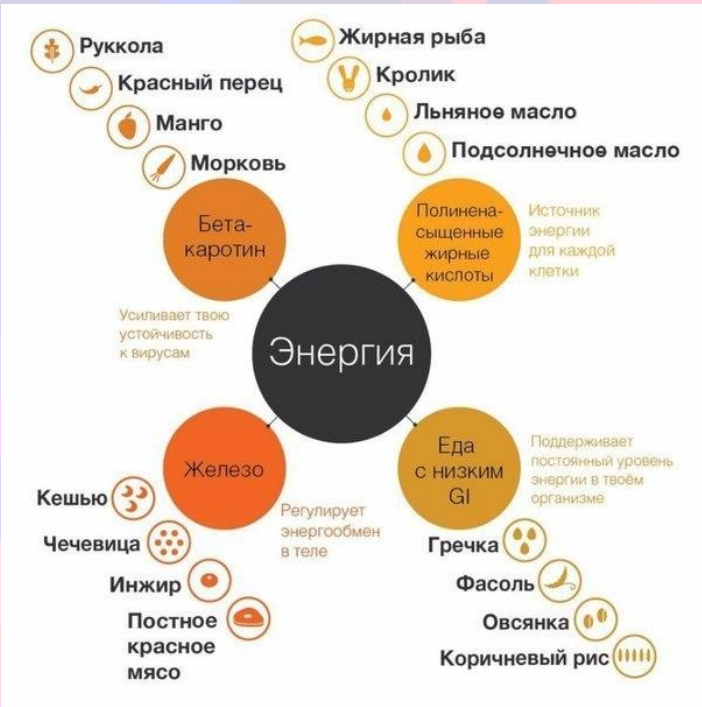 Руккола
Красный перец
Манго
Морковь
Бета-
каротин
Усиливает твою
устойчивость
к вирусам
Жирная рыба
Кролик
Льняное масло
Подсолнечное масло
Полинена-
сыщенные
жирные
кислоты
Источник
энергии
для каждой
клетки
Энергия
Железо
Регулирует
энергообмен
в теле
Кешью
Чечевица
Инжир
Постное
красное
мясо
Еда
с низким
GI
Поддерживает
постоянный уровень
энергии в твоём
организме
Гречка
Фасоль
Овсянка
Коричневый рис